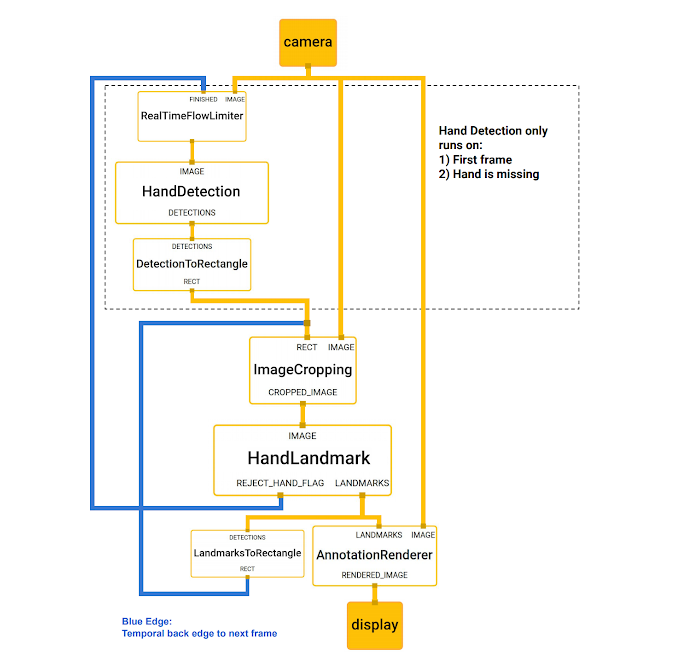 camera
FINISHED IMAGE
RealTimeFlowLimiter
Hand Detection only
runs on:
1) First frame
2) Hand is missing
IMAGE
HandDetection
DETECTIONS
DETECTIONS
DetectionToRectangle
RECT
RECT IMAGE
ImageCropping
CROPPED_IMAGE
IMAGE
HandLandmark
REJECT_HAND_FLAG LANDMARKS
DETECTIONS
LandmarksToRectangle
RECT
LANDMARKS IMAGE
AnnotationRenderer
RENDERED_IMAGE
display
Blue Edge:
Temporal back edge to next frame